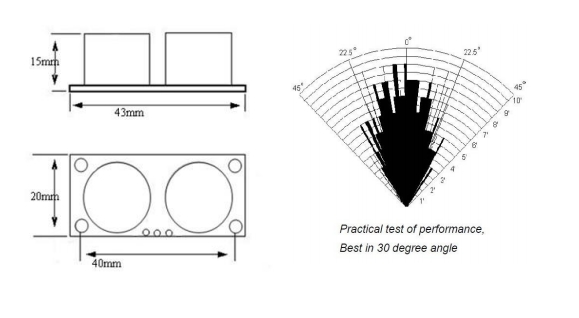 15mm
43mm
20mm
40mm
0°
22.5°
22.5°
45°
45°
10'
9'
8'
7'
6'
5'
4'
2'
2'
1'
Practical test of performance,
Best in 30 degree angle